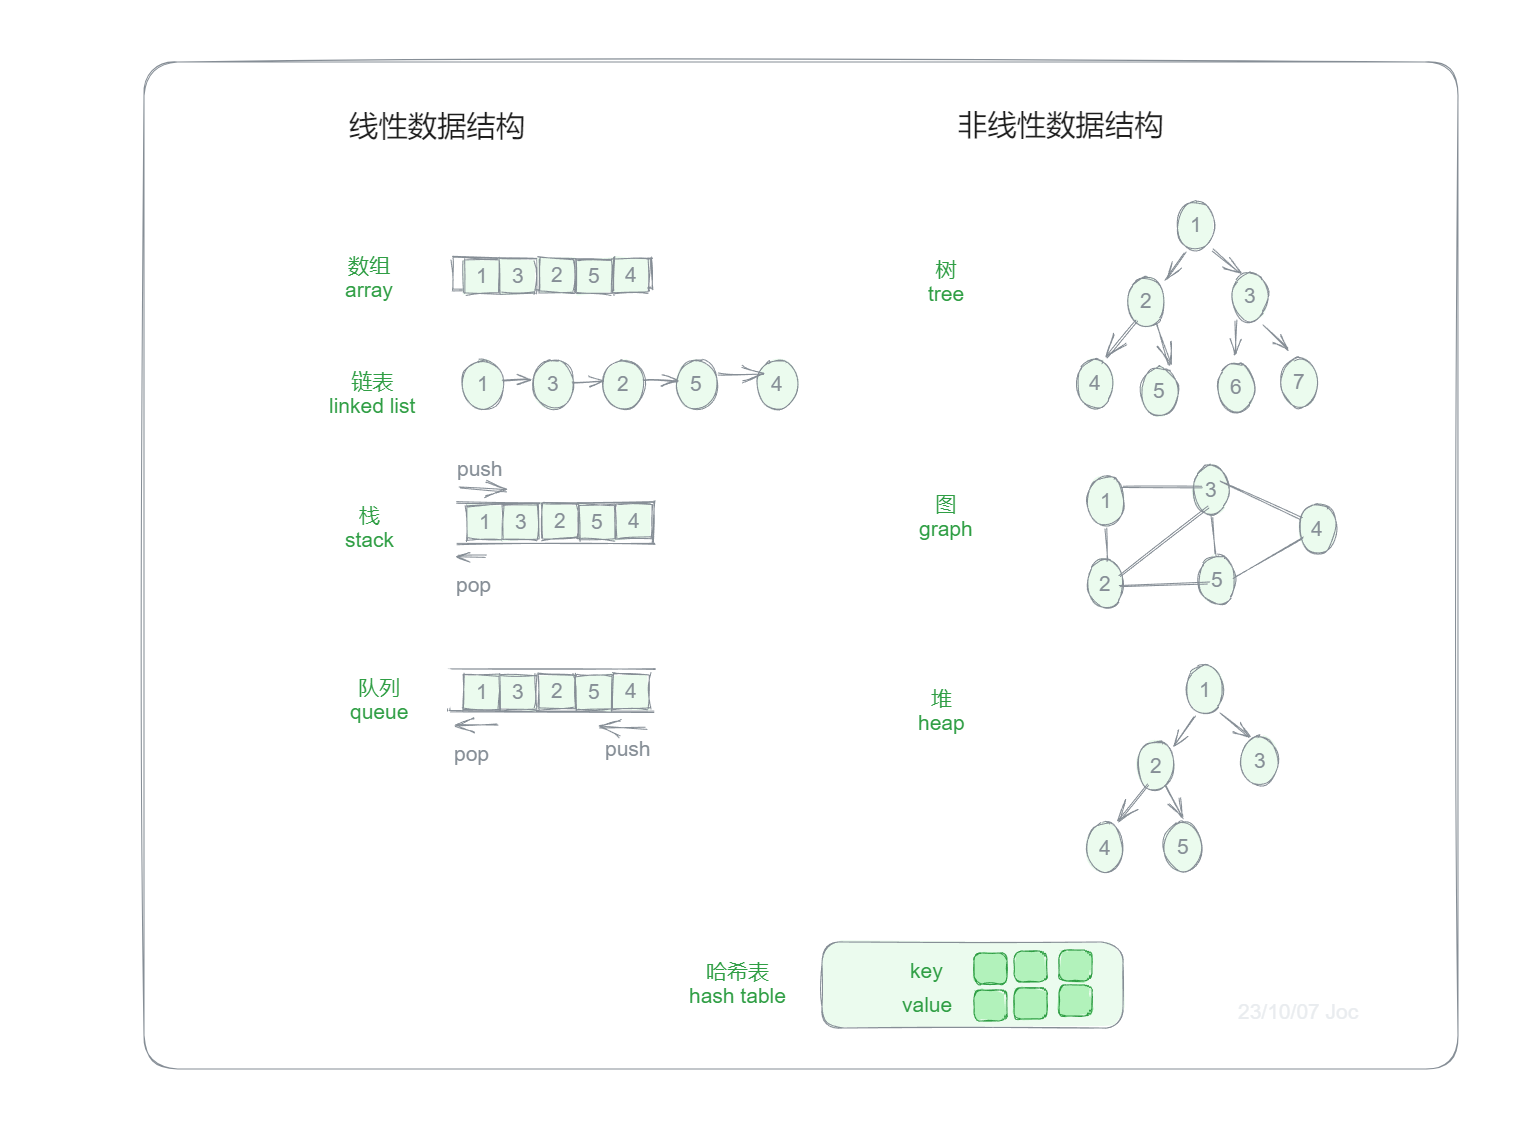 线性数据结构
数组
array
1 3 2 5 4
链表
linked list
1 3 2 5 4
push
栈
stack
1 3 2 5 4
pop
队列
queue
1 3 2 5 4
pop
push
非线性数据结构
树
tree
1
2 3
4 5 6 7
图
graph
1 3
4
2 5
堆
heap
1
2 3
4 5
哈希表
hash table
key
value
23/10/07 Joc